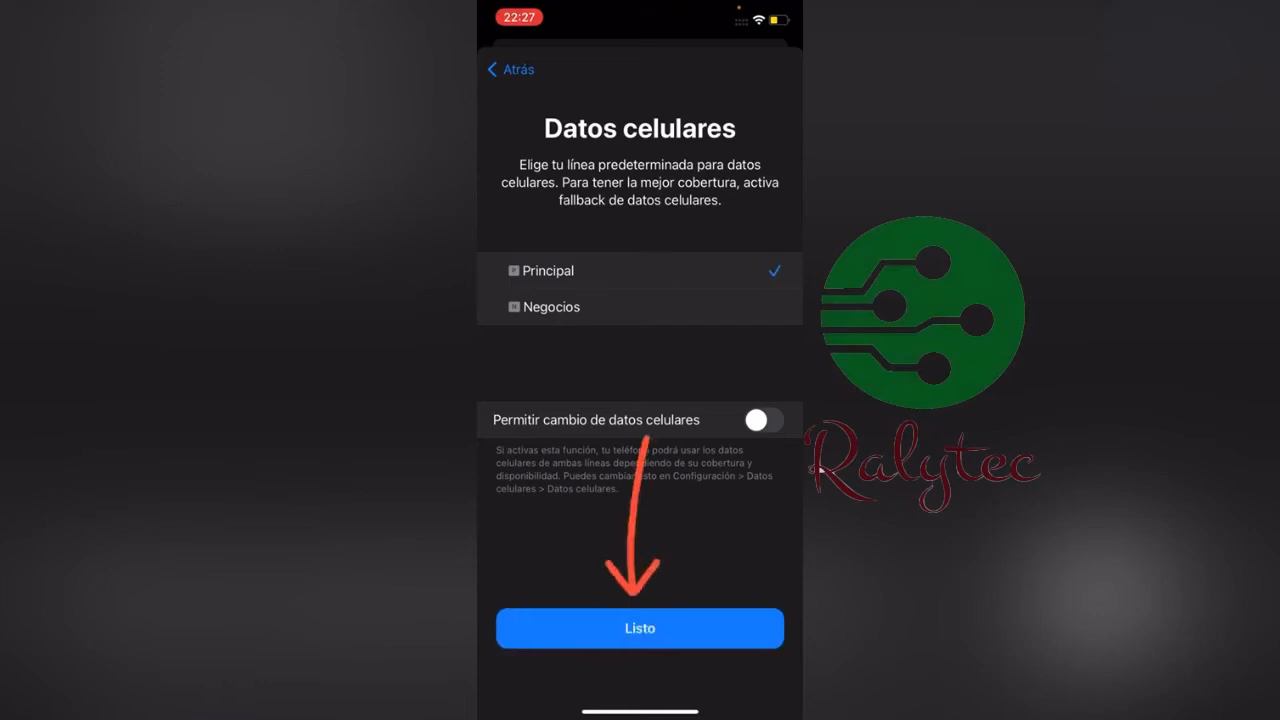 22:27
Atrás
Datos celulares
Elige tu línea predeterminada para datos
celulares. Para tener la mejor cobertura, activa
fallback de datos celulares.
P Principal
N Negocios
Permitir cambio de datos celulares
Si activas esta función, tu teléfono podrá usar los datos
celulares de ambas líneas dependiendo de su cobertura y
disponibilidad. Puedes cambiar esto en Configuración > Datos
celulares > Datos celulares.
Listo
Ralytec